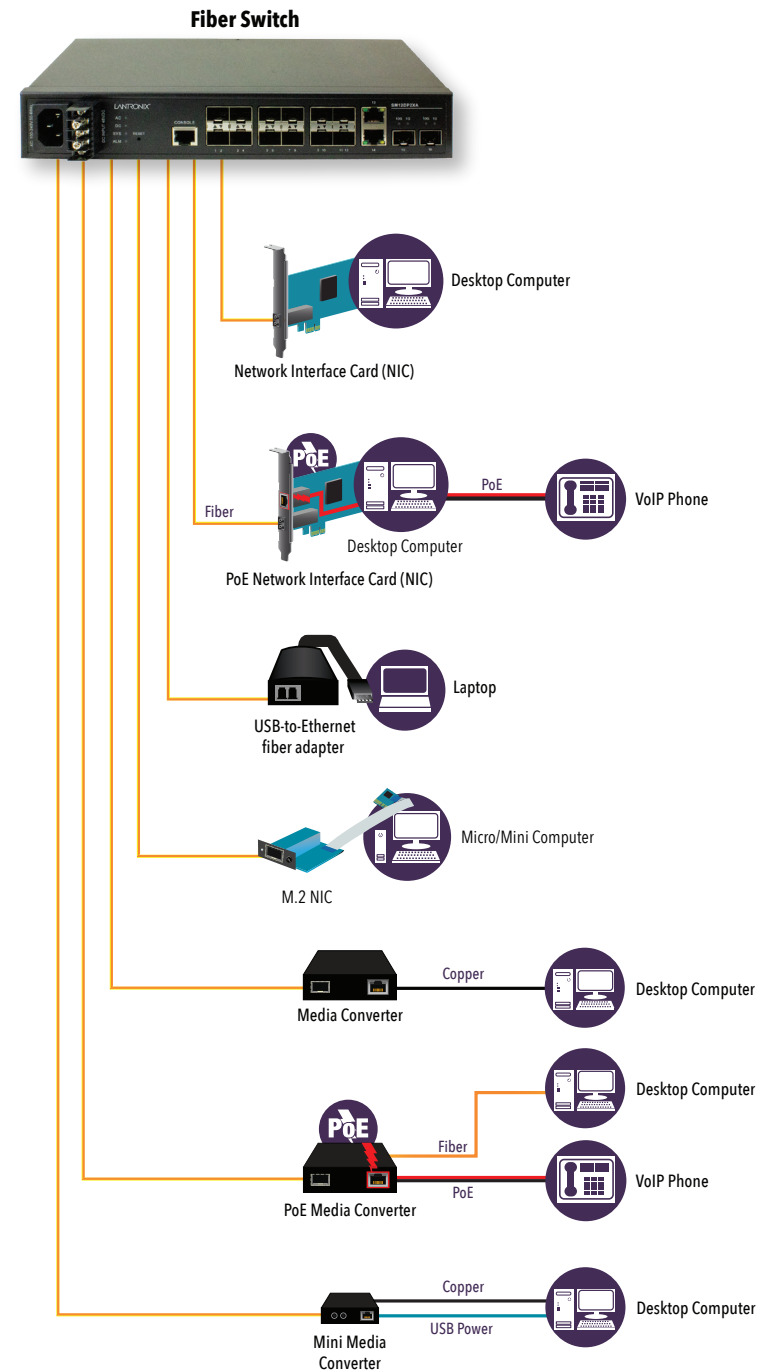 Fiber Switch
LANTRONIX
CONSOLE
RESET
Desktop Computer
Network Interface Card (NIC)
PoE
PoE
VoIP Phone
Fiber
Desktop Computer
PoE Network Interface Card (NIC)
Laptop
USB-to-Ethernet
fiber adapter
Micro/Mini Computer
M.2 NIC
Copper
Desktop Computer
Media Converter
Desktop Computer
PoE
Fiber
VoIP Phone
PoE
PoE Media Converter
Copper
Desktop Computer
USB Power
Mini Media
Converter